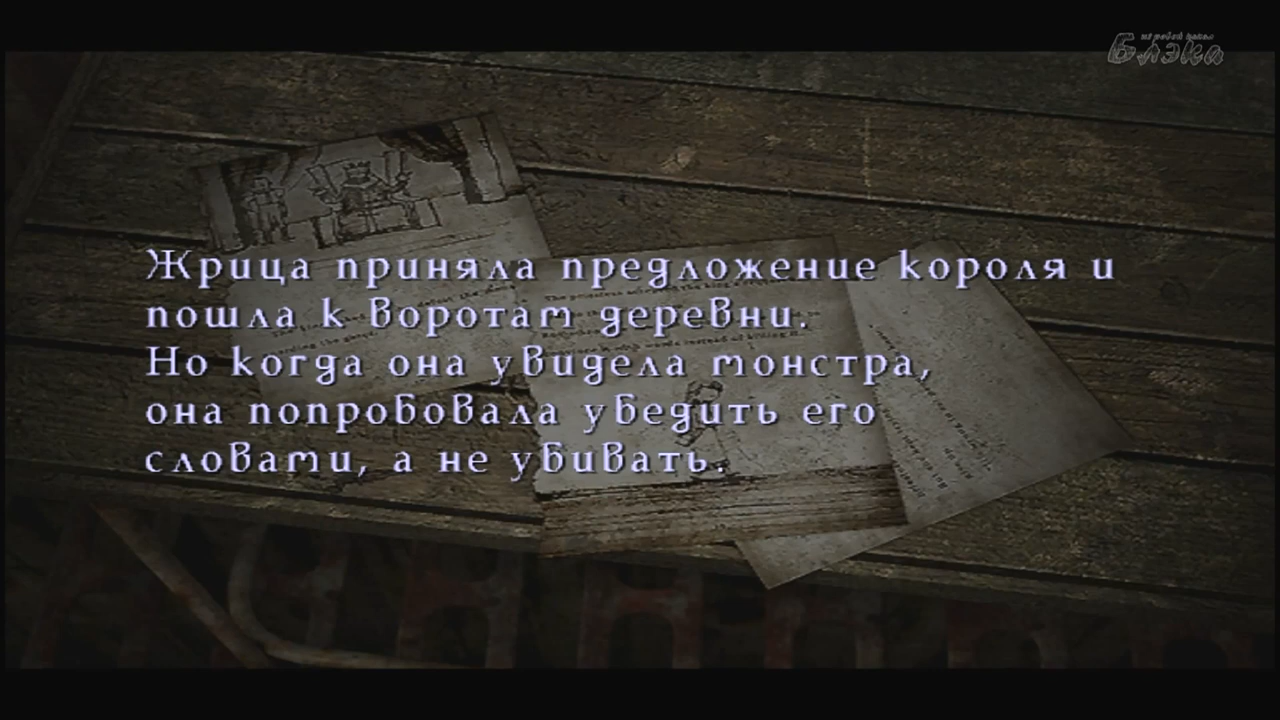 Блэка
Жрица приняла предложение короля и
пошла к воротам деревни.
Но когда она увидела монстра,
она попробовала убедить его
словами, а не убивать.